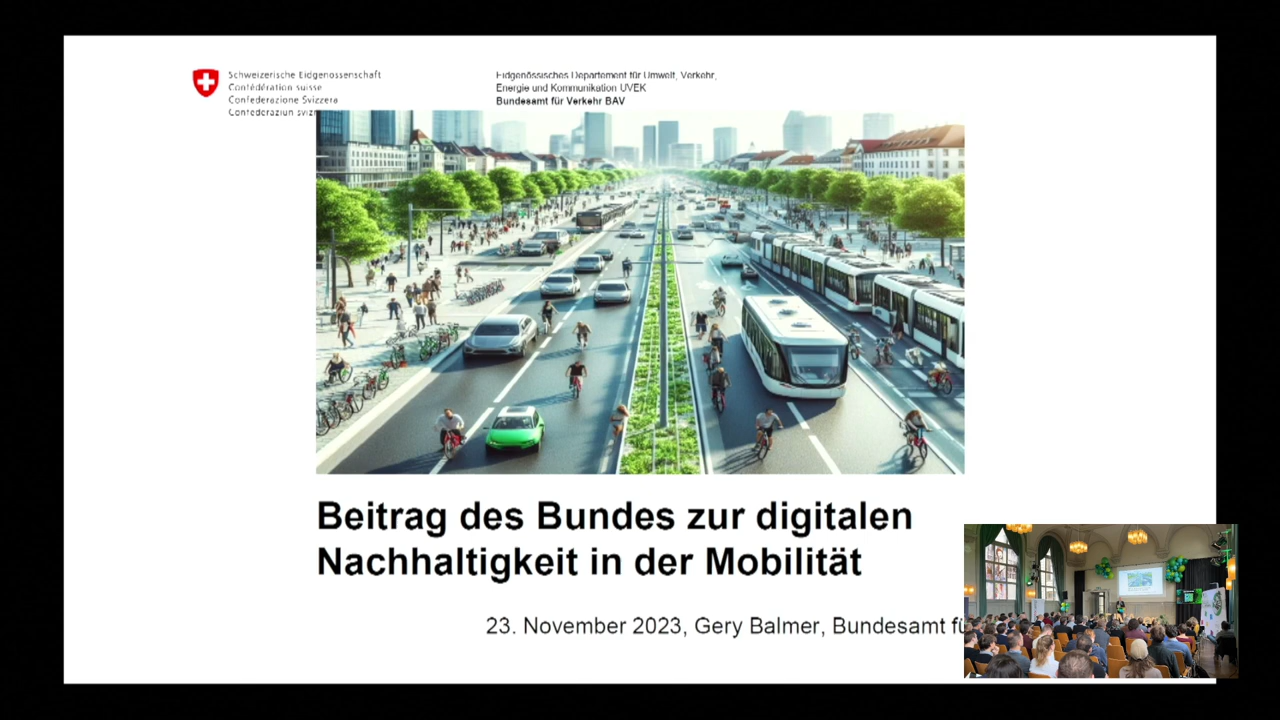 Schweizerische Eidgenossenschaft
Confédération suisse
Confederazione Svizzera
Confederaziun svizr
Eidgenössisches Departement für Umwelt, Verkehr,
Energie und Kommunikation UVEK
Bundesamt für Verkehr BAV
Beitrag des Bundes zur digitalen
Nachhaltigkeit in der Mobilität
23. November 2023, Gery Balmer, Bundesamt fü